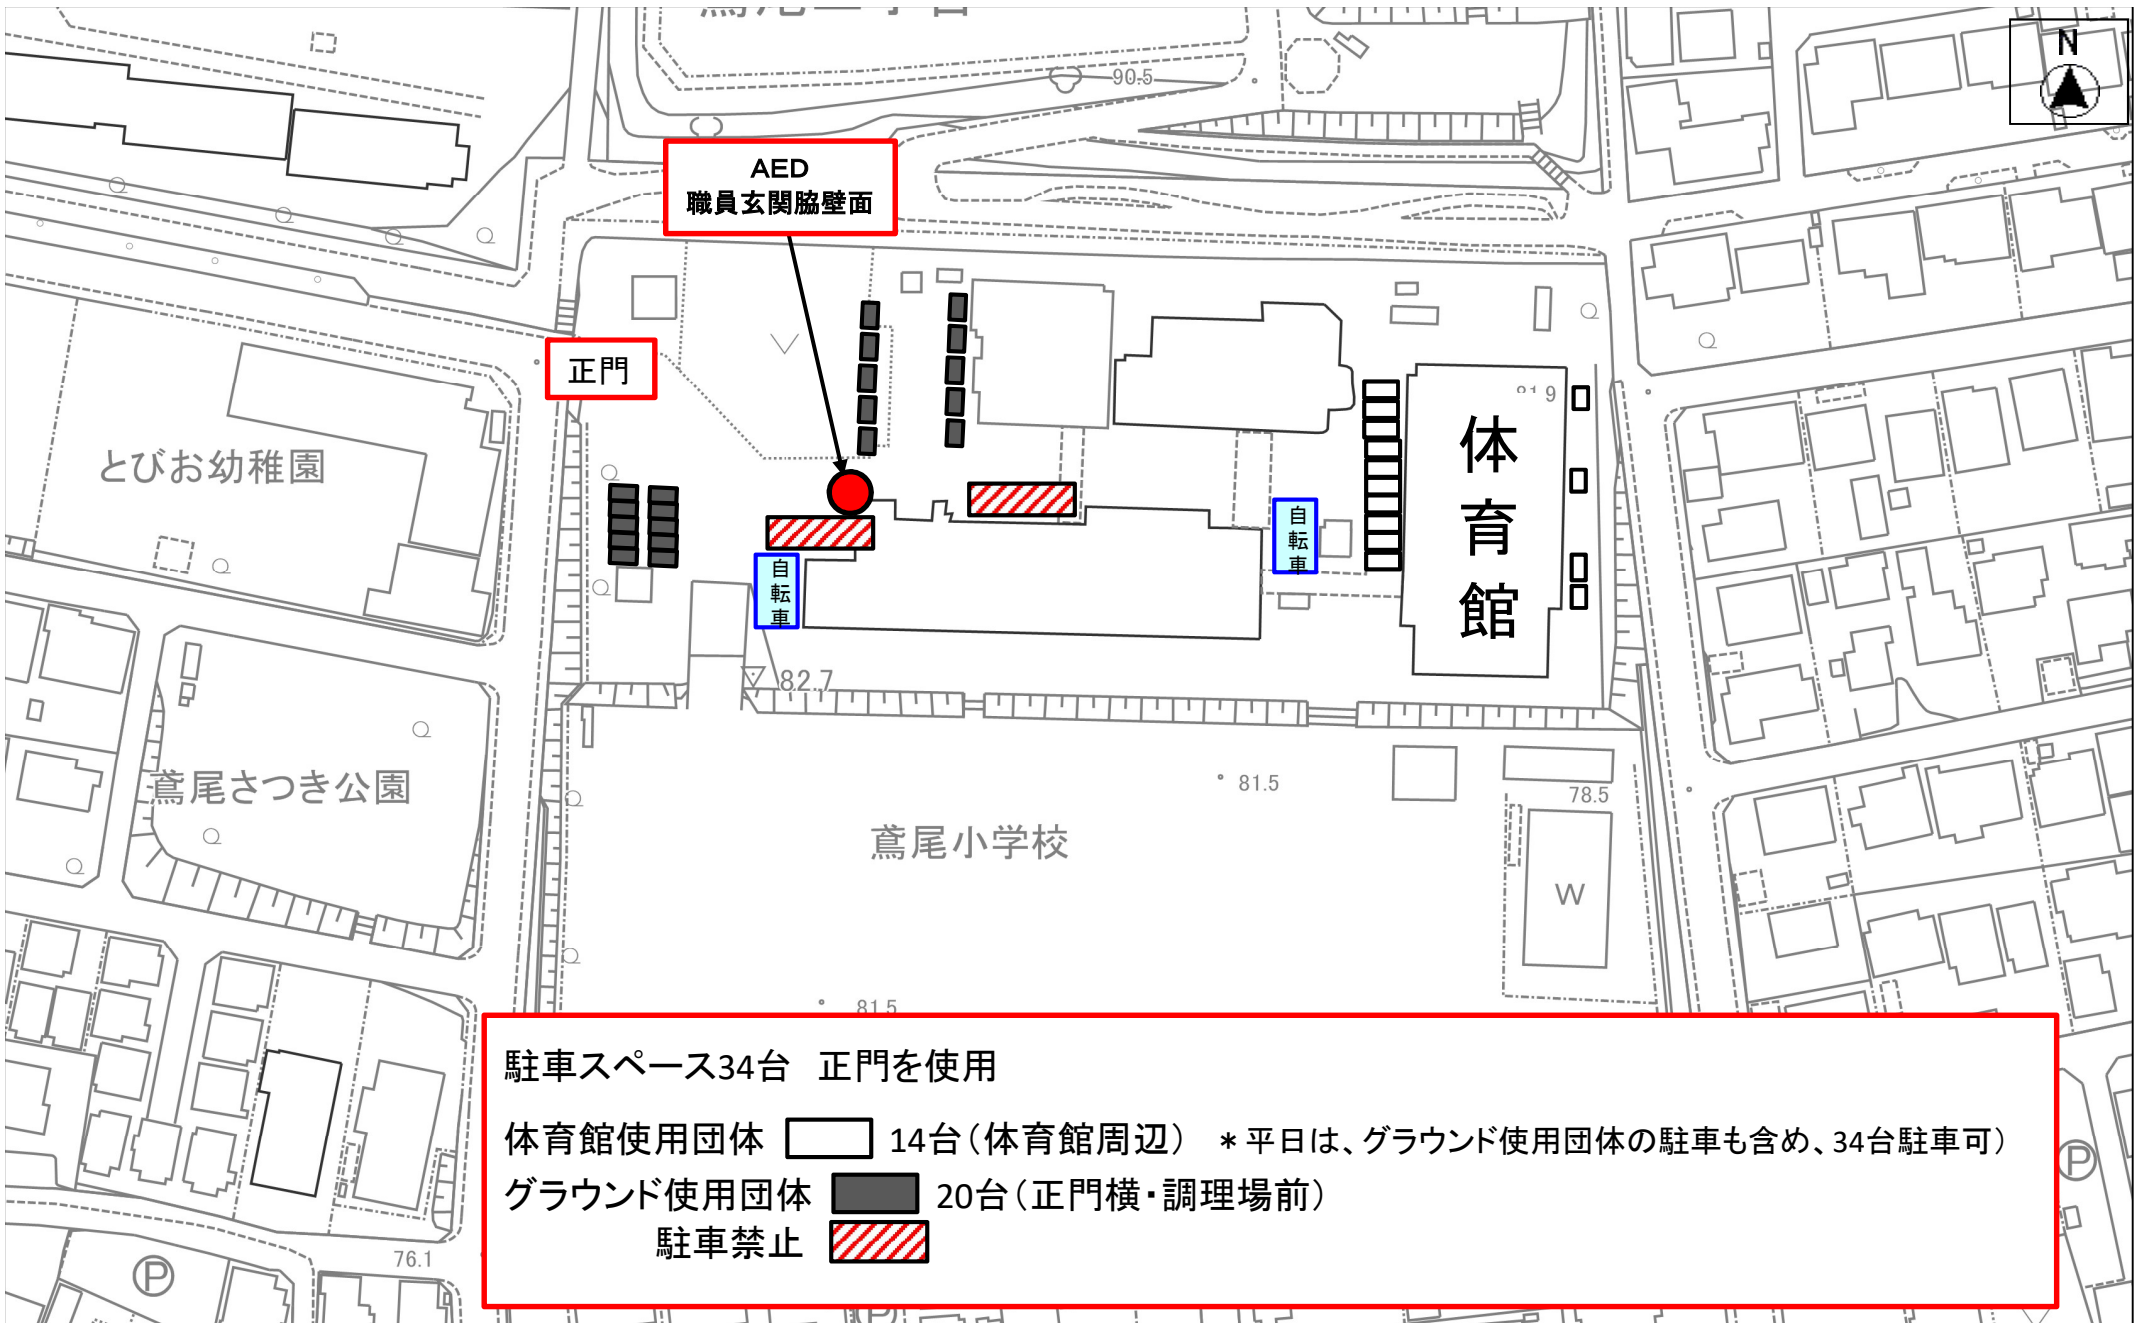 N
90.5
AED
職員玄関脇壁面
正門
とびお幼稚園
体育館
自転車
自転車
82.7
鳶尾さつき公園
81.5
78.5
鳶尾小学校
W
81.5
駐車スペース34台 正門を使用
体育館使用団体 14台（体育館周辺） ＊平日は、グラウンド使用団体の駐車も含め、34台駐車可）
グラウンド使用団体 20台（正門横・調理場前）
駐車禁止
P
76.1
P